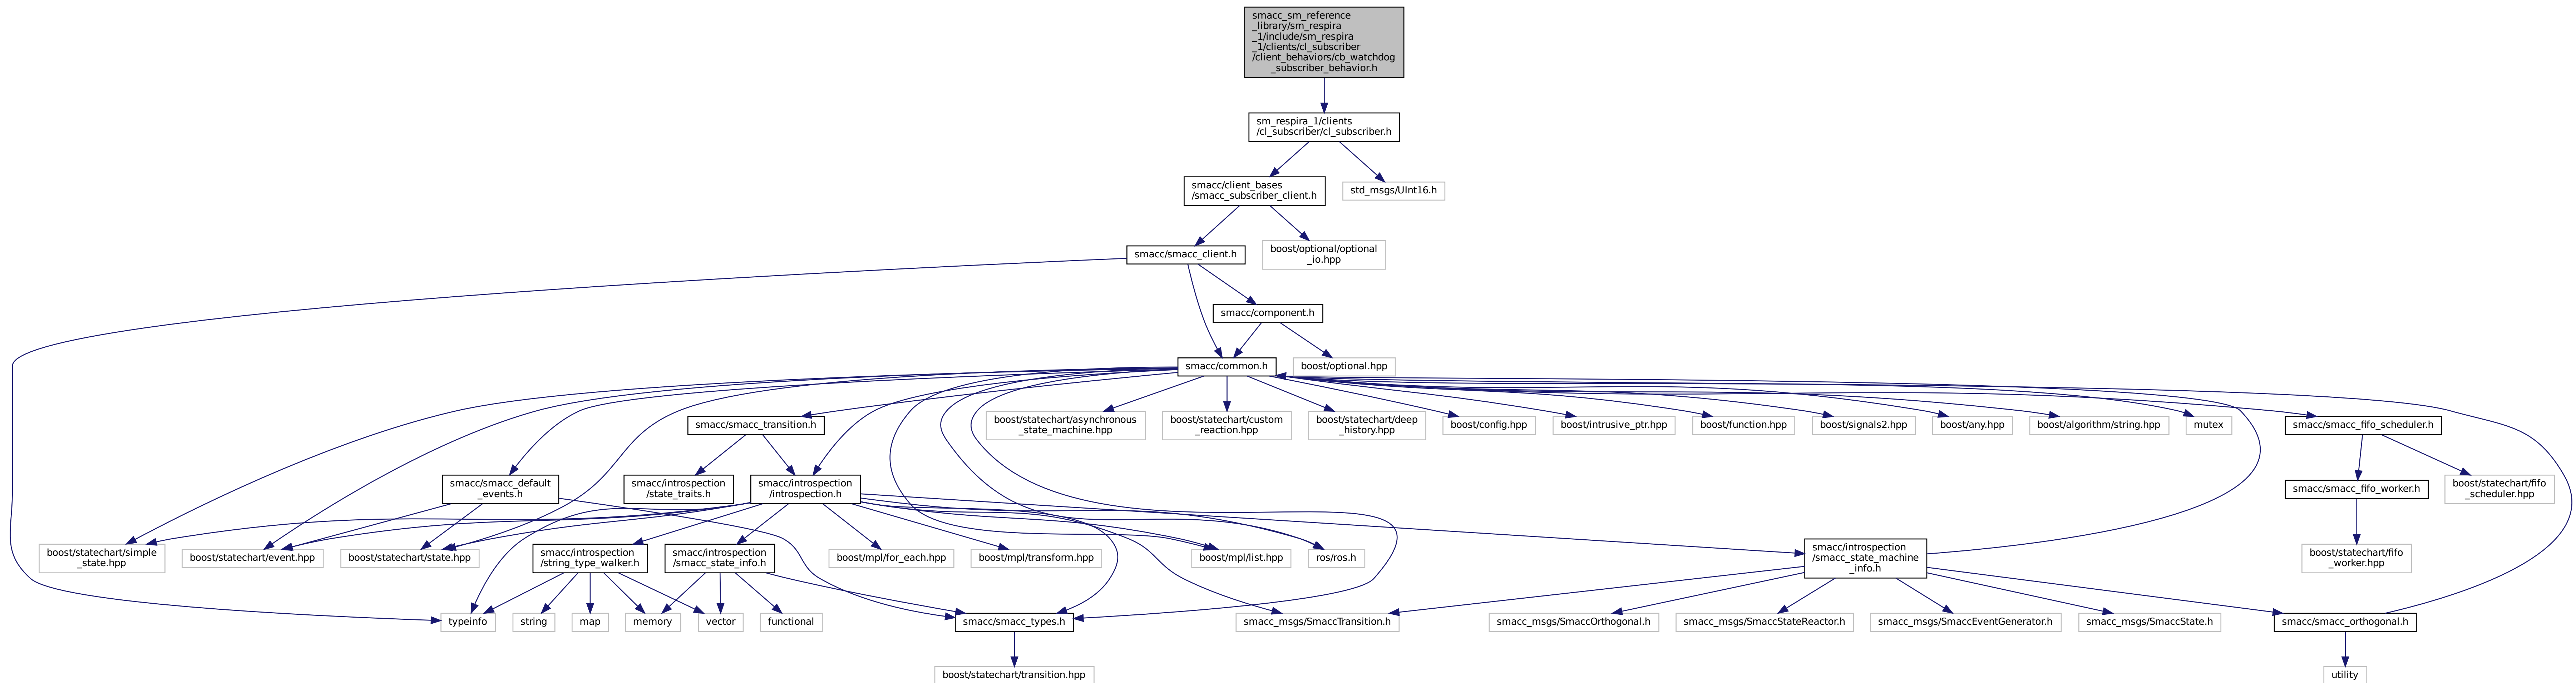 smacc_sm_reference
_library/sm_respira
_1/include/sm_respira
_1/clients/cl_subscriber
/client_behaviors/cb_watchdog
_subscriber_behavior.h
sm_respira_1/clients
/cl_subscriber/cl_subscriber.h
smacc/client_bases
/smacc_subscriber_client.h
std_msgs/UInt16.h
smacc/smacc_client.h
boost/optional/optional
_io.hpp
smacc/component.h
smacc/common.h
boost/optional.hpp
smacc/smacc_transition.h
boost/statechart/asynchronous
_state_machine.hpp
boost/statechart/custom
_reaction.hpp
boost/statechart/deep
_history.hpp
boost/config.hpp
boost/intrusive_ptr.hpp
boost/function.hpp
boost/signals2.hpp
boost/any.hpp
boost/algorithm/string.hpp
mutex
smacc/smacc_fifo_scheduler.h
smacc/smacc_default
_events.h
smacc/introspection
/state_traits.h
smacc/introspection
/introspection.h
smacc/smacc_fifo_worker.h
boost/statechart/fifo
_scheduler.hpp
boost/statechart/simple
_state.hpp
boost/statechart/event.hpp
boost/statechart/state.hpp
smacc/introspection
/string_type_walker.h
smacc/introspection
/smacc_state_info.h
boost/mpl/for_each.hpp
boost/mpl/transform.hpp
boost/mpl/list.hpp
ros/ros.h
smacc/introspection
/smacc_state_machine
_info.h
boost/statechart/fifo
_worker.hpp
typeinfo
string
map
memory
vector
functional
smacc/smacc_types.h
smacc_msgs/SmaccTransition.h
smacc_msgs/SmaccOrthogonal.h
smacc_msgs/SmaccStateReactor.h
smacc_msgs/SmaccEventGenerator.h
smacc_msgs/SmaccState.h
smacc/smacc_orthogonal.h
boost/statechart/transition.hpp
utility